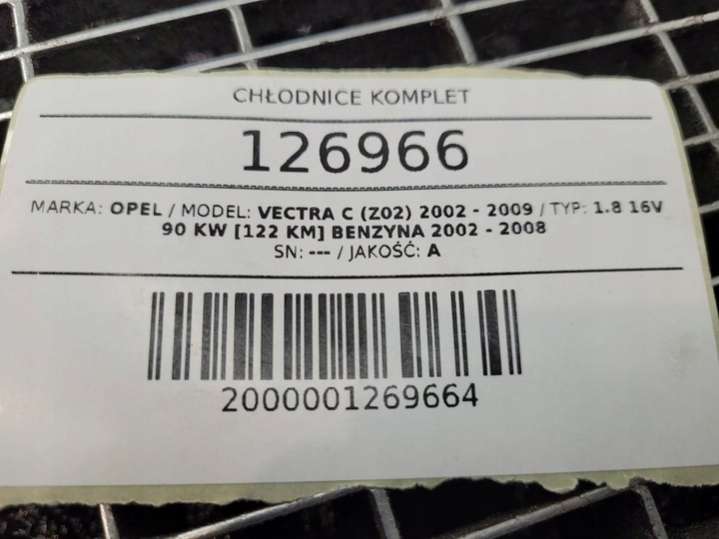 CHŁODNICE KOMPLET
126966
MARKA: OPEL / MODEL: VECTRA C (Z02) 2002 - 2009 / TYP: 1.8 16V
90 KW [122 KM] BENZYNA 2002 - 2008
SN: --- / JAKOŚĆ: A
2000001269664